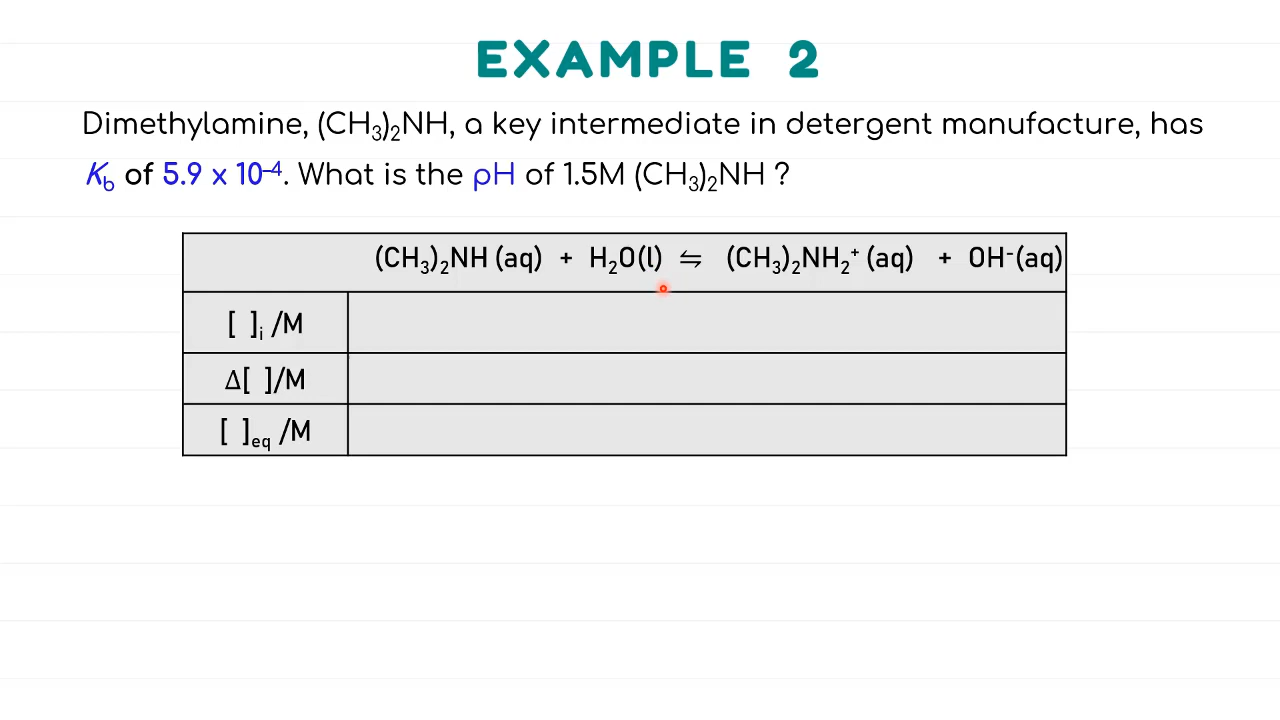 EXAMPLE 2
Dimethylamine, (CH₃)₂NH, a key intermediate in detergent manufacture, has
K_b of 5.9 x 10⁻⁴. What is the pH of 1.5M (CH₃)₂NH ?
(CH₃)₂NH (aq) + H₂O(l) ⇋ (CH₃)₂NH₂⁺ (aq) + OH⁻(aq)
[ ]ᵢ /M
Δ[ ]/M
[ ]_eq /M